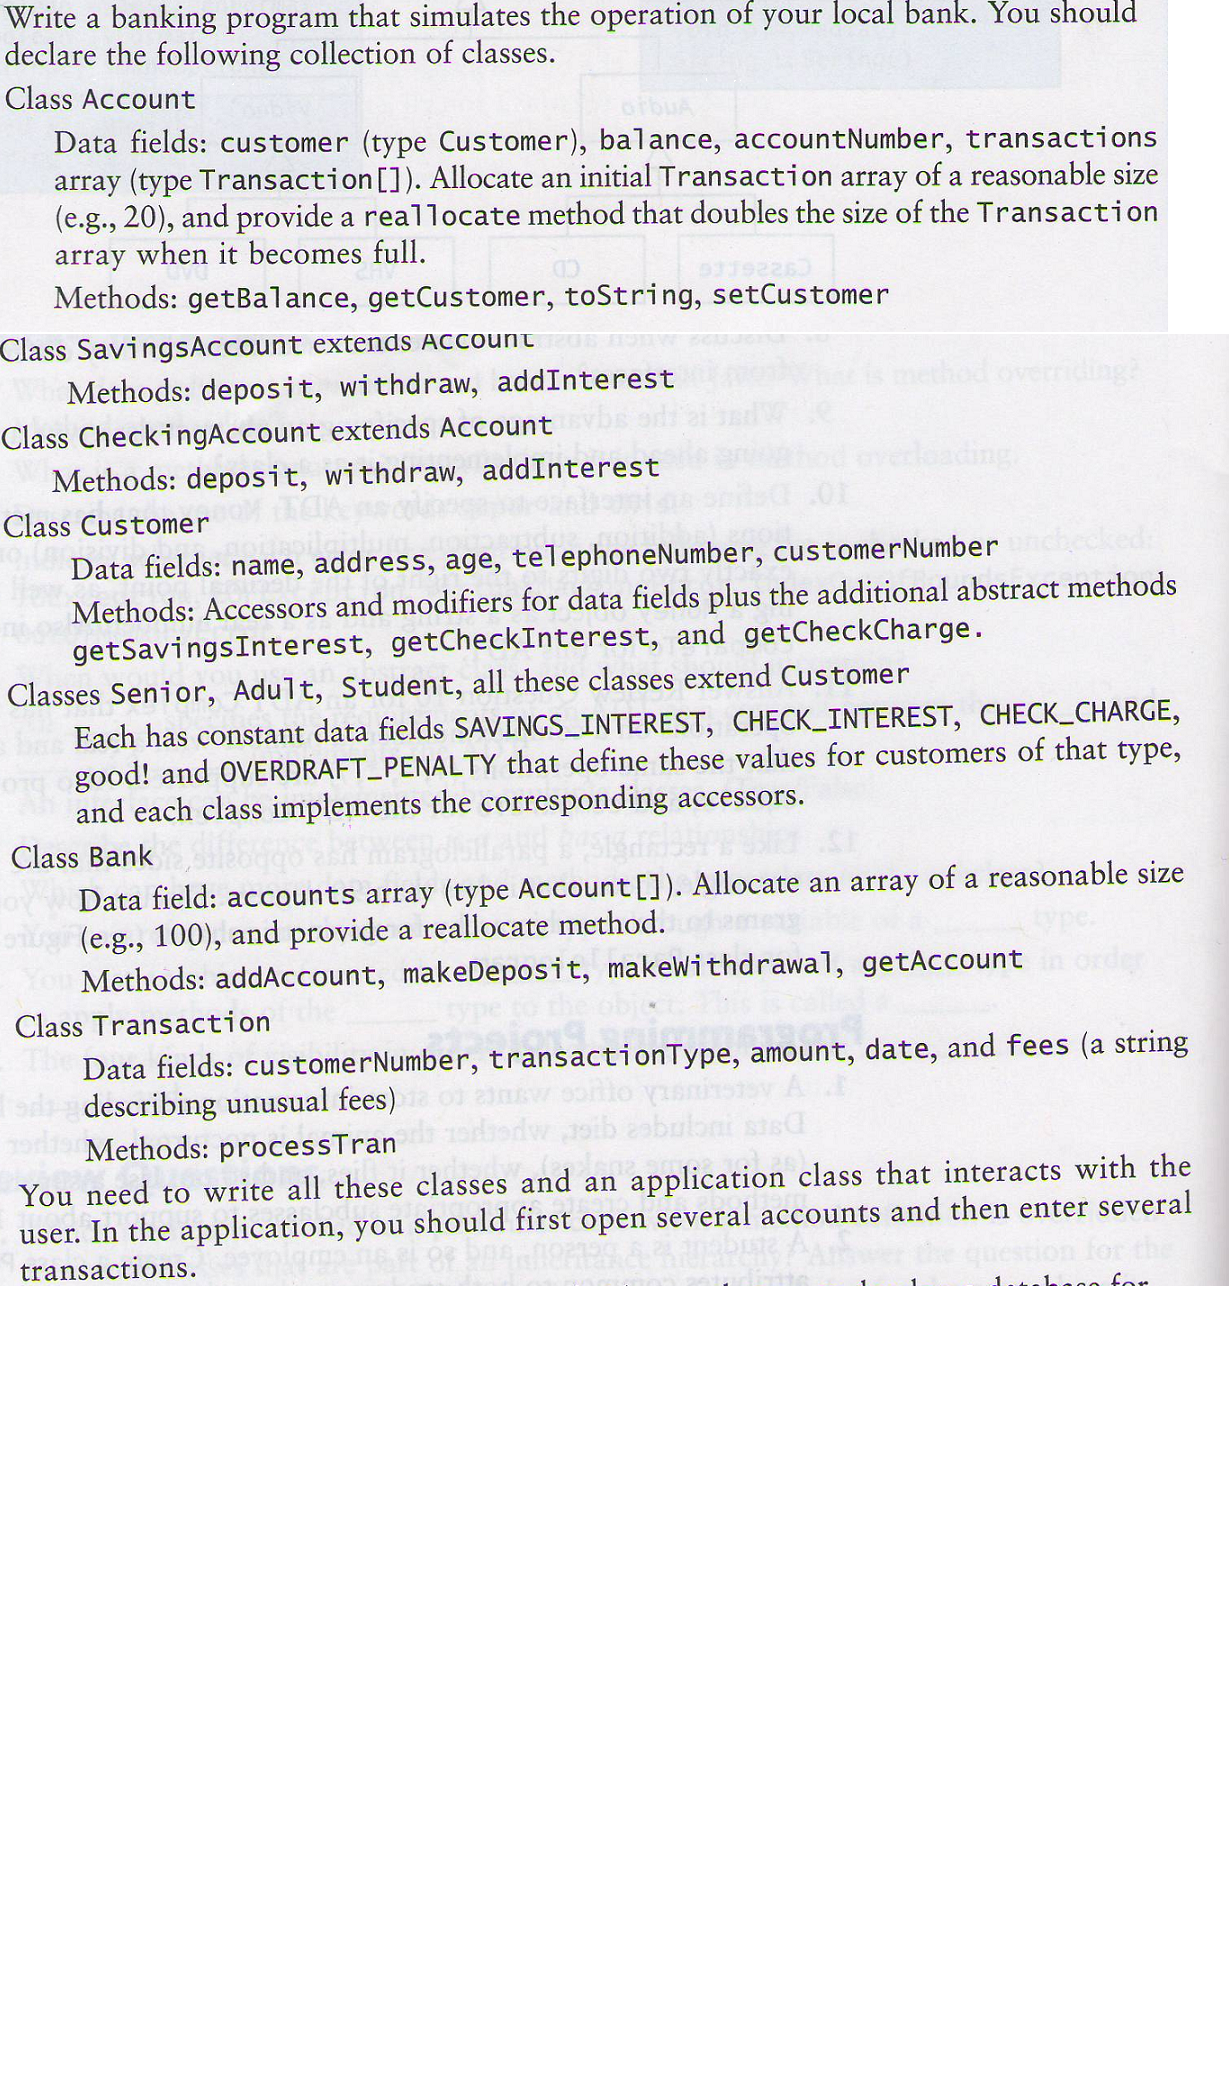 Write a banking program that simulates the operation of your local bank. You should
declare the following collection of classes.
Class Account
Data fields: customer (type Customer), balance, accountNumber, transactions
array (type Transaction[]). Allocate an initial Transaction array of a reasonable size
(e.g., 20), and provide a reallocate method that doubles the size of the Transaction
array when it becomes full.
Methods: getBalance, getCustomer, toString, setCustomer
Class SavingsAccount extends Account
Methods: deposit, withdraw, addInterest
Class CheckingAccount extends Account
Methods: deposit, withdraw, addInterest
Class Customer
Data fields: name, address, age, telephoneNumber, customerNumber
Methods: Accessors and modifiers for data fields plus the additional abstract methods
getSavingsInterest, getCheckInterest, and getCheckCharge.
Classes Senior, Adult, Student, all these classes extend Customer
Each has constant data fields SAVINGS_INTEREST, CHECK_INTEREST, CHECK_CHARGE,
good! and OVERDRAFT_PENALTY that define these values for customers of that type,
and each class implements the corresponding accessors.
Class Bank
Data field: accounts array (type Account[]). Allocate an array of a reasonable size
(e.g., 100), and provide a reallocate method.
Methods: addAccount, makeDeposit, makeWithdrawal, getAccount
Class Transaction
Data fields: customerNumber, transactionType, amount, date, and fees (a string
describing unusual fees)
Methods: processTran
You need to write all these classes and an application class that interacts with the
user. In the application, you should first open several accounts and then enter several
transactions.